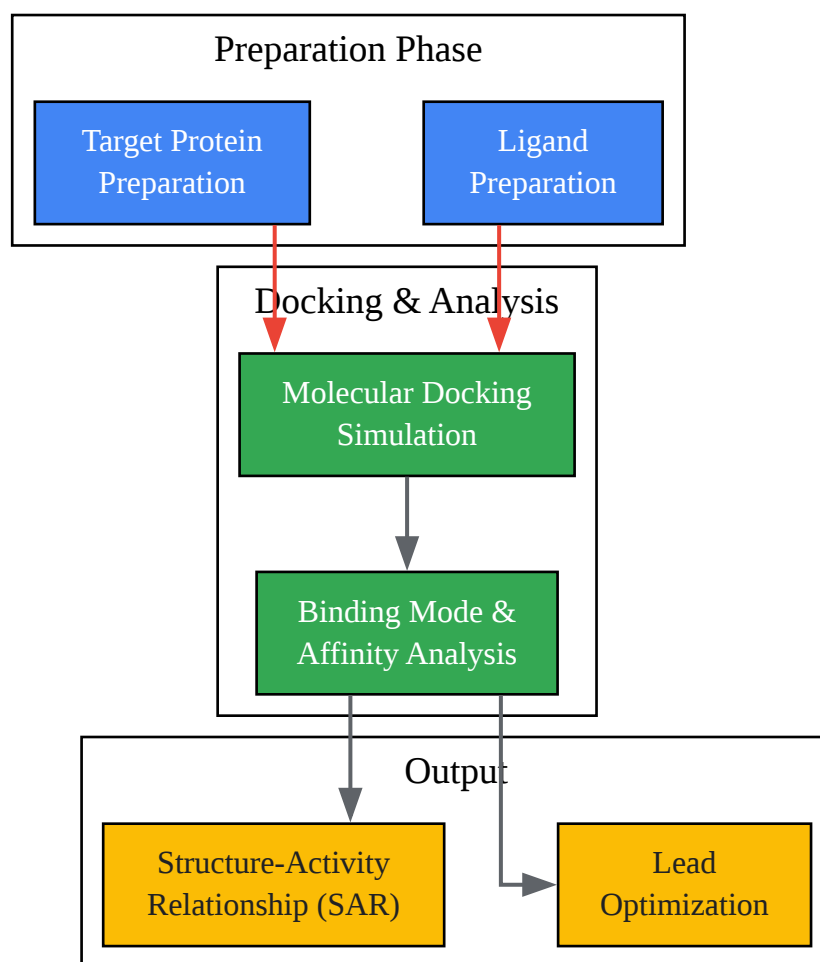 Preparation Phase
Target Protein
Preparation
Ligand
Preparation
Docking & Analysis
Molecular Docking
Simulation
Binding Mode &
Affinity Analysis
Output
Structure-Activity
Relationship (SAR)
Lead
Optimization